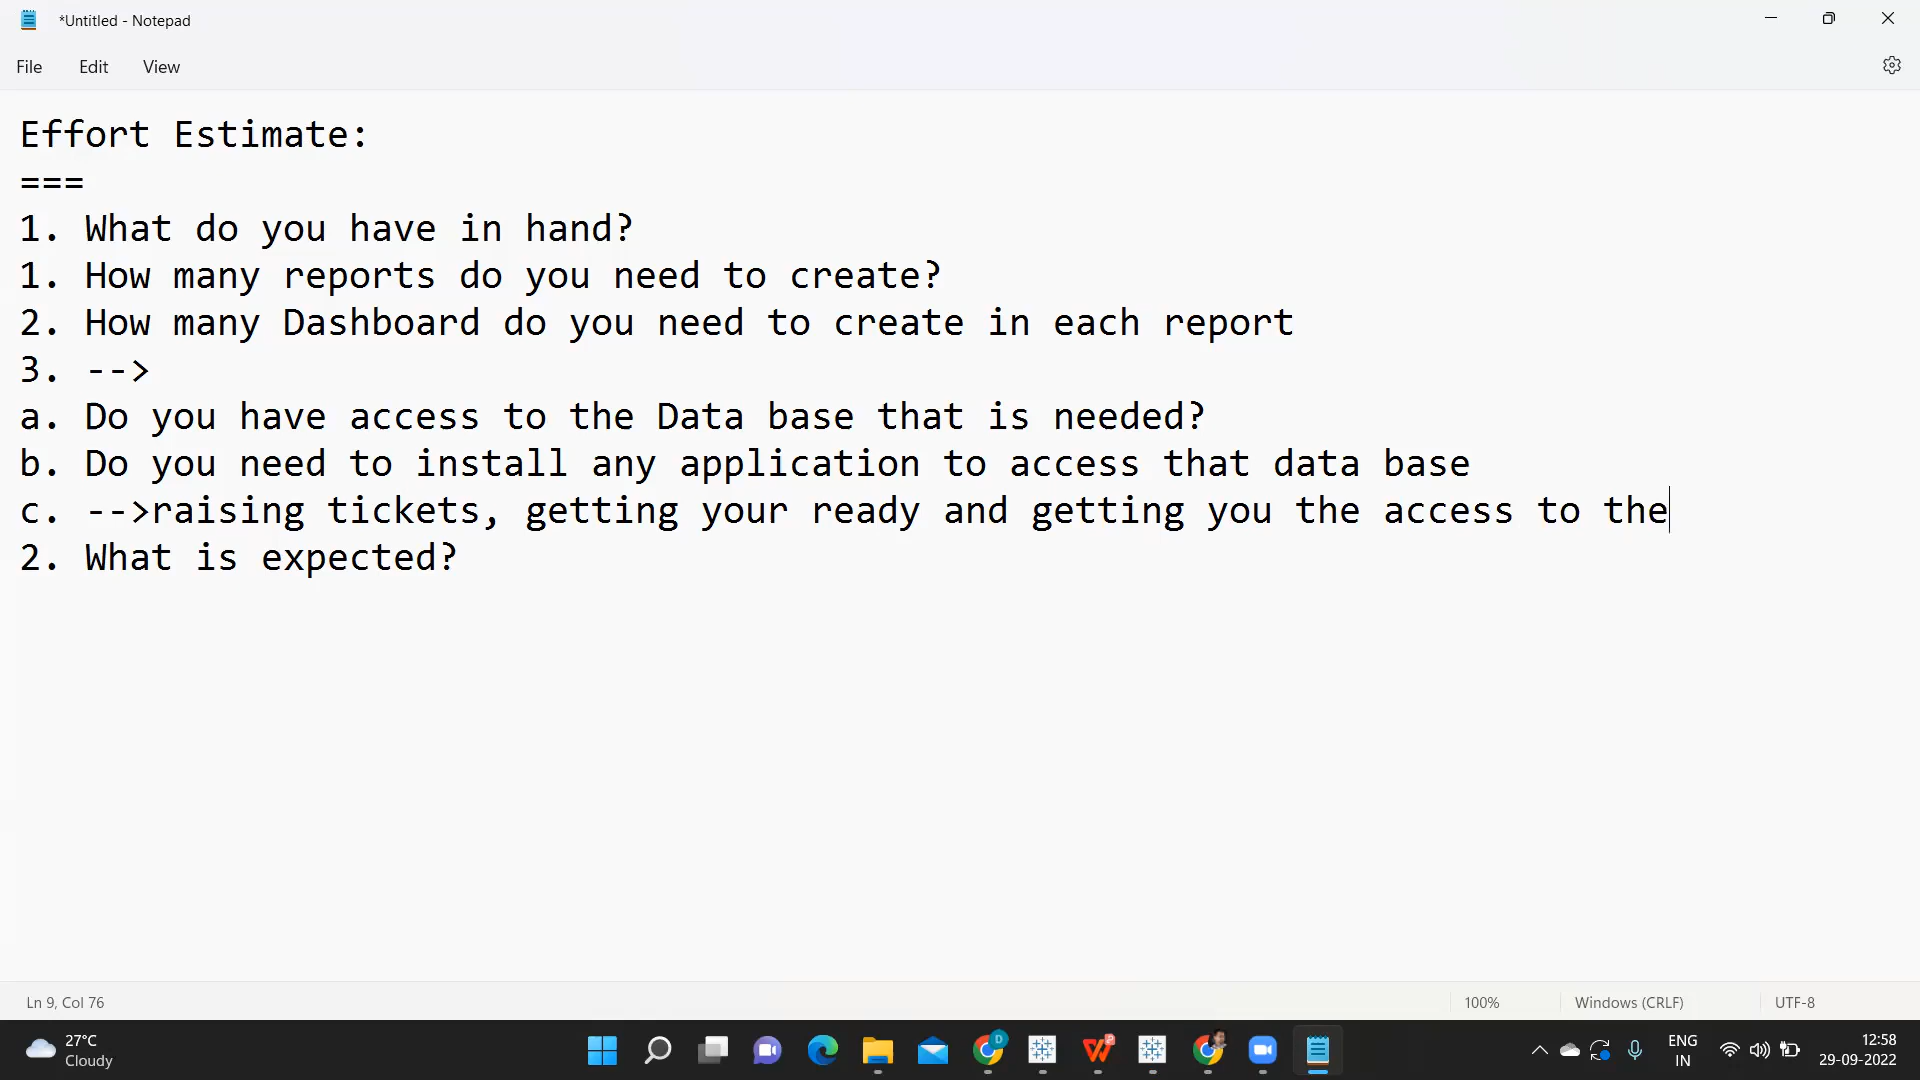 *Untitled - Notepad
File Edit View
Effort Estimate:
===
1. What do you have in hand?
1. How many reports do you need to create?
2. How many Dashboard do you need to create in each report
3. -->
a. Do you have access to the Data base that is needed?
b. Do you need to install any application to access that data base
c. -->raising tickets, getting your ready and getting you the access to the
2. What is expected?
Ln 9, Col 76 100% Windows (CRLF) UTF-8
27°C
Cloudy
D
ENG
IN
12:58
29-09-2022